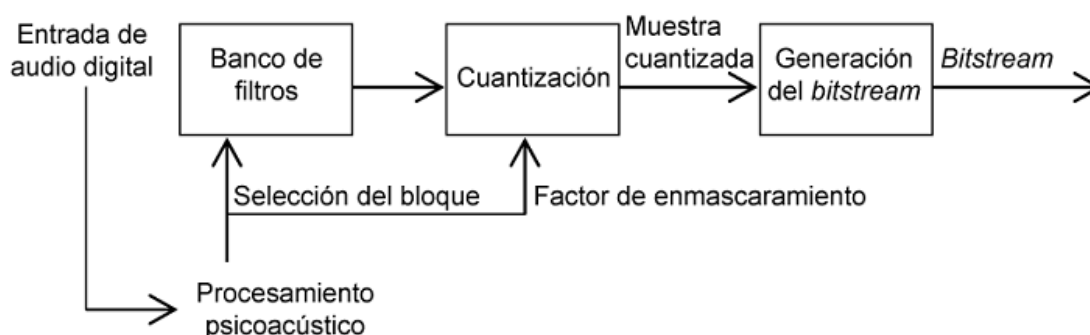 Entrada de
audio digital
Banco de
filtros
Cuantización
Muestra
cuantizada
Generación
del bitstream
Bitstream
Selección del bloque
Factor de enmascaramiento
Procesamiento
psicoacústico